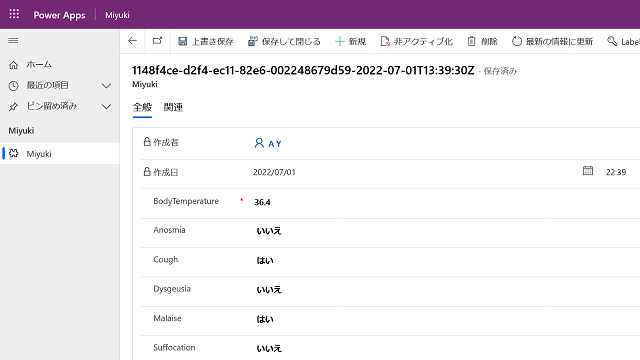 Power Apps Miyuki
上書き保存 保存して閉じる 新規 非アクティブ化 削除 最新の情報に更新 Label
ホーム
最近の項目
ピン留め済み
Miyuki
Miyuki
1148f4ce-d2f4-ec11-82e6-002248679d59-2022-07-01T13:39:30Z - 保存済み
Miyuki
全般 関連
作成者 A Y
作成日 2022/07/01 22:39
BodyTemperature * 36.4
Anosmia いいえ
Cough はい
Dysgeusia いいえ
Malaise はい
Suffocation いいえ